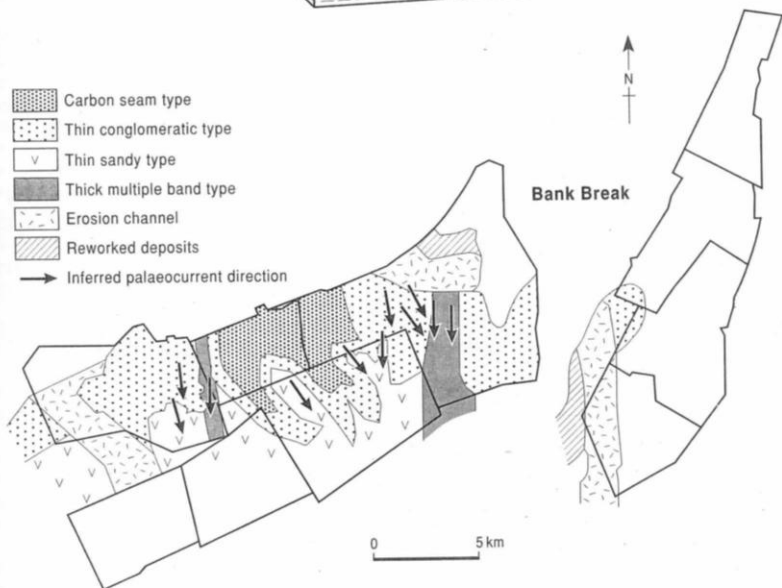 N
Carbon seam type
Thin conglomeratic type
Thin sandy type
Thick multiple band type
Erosion channel
Reworked deposits
Inferred palaeocurrent direction
Bank Break
0 5 km